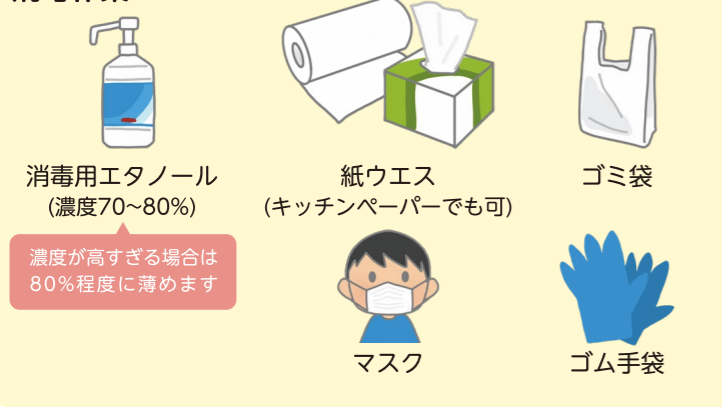 消毒用エタノール
(濃度70~80%)
濃度が高すぎる場合は
80%程度に薄めます
紙ウエス
(キッチンペーパーでも可)
ゴミ袋
マスク
ゴム手袋